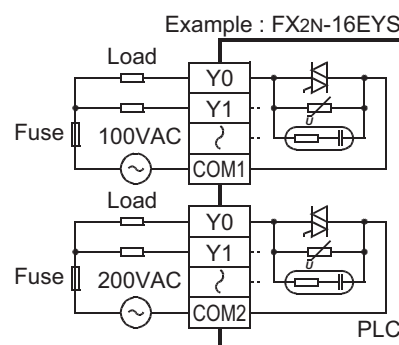 Example : FX2N-16EYS
Load
Y0
Y1
Fuse 100VAC
COM1
U
Load
Y0
Y1
Fuse 200VAC
COM2
U
PLC